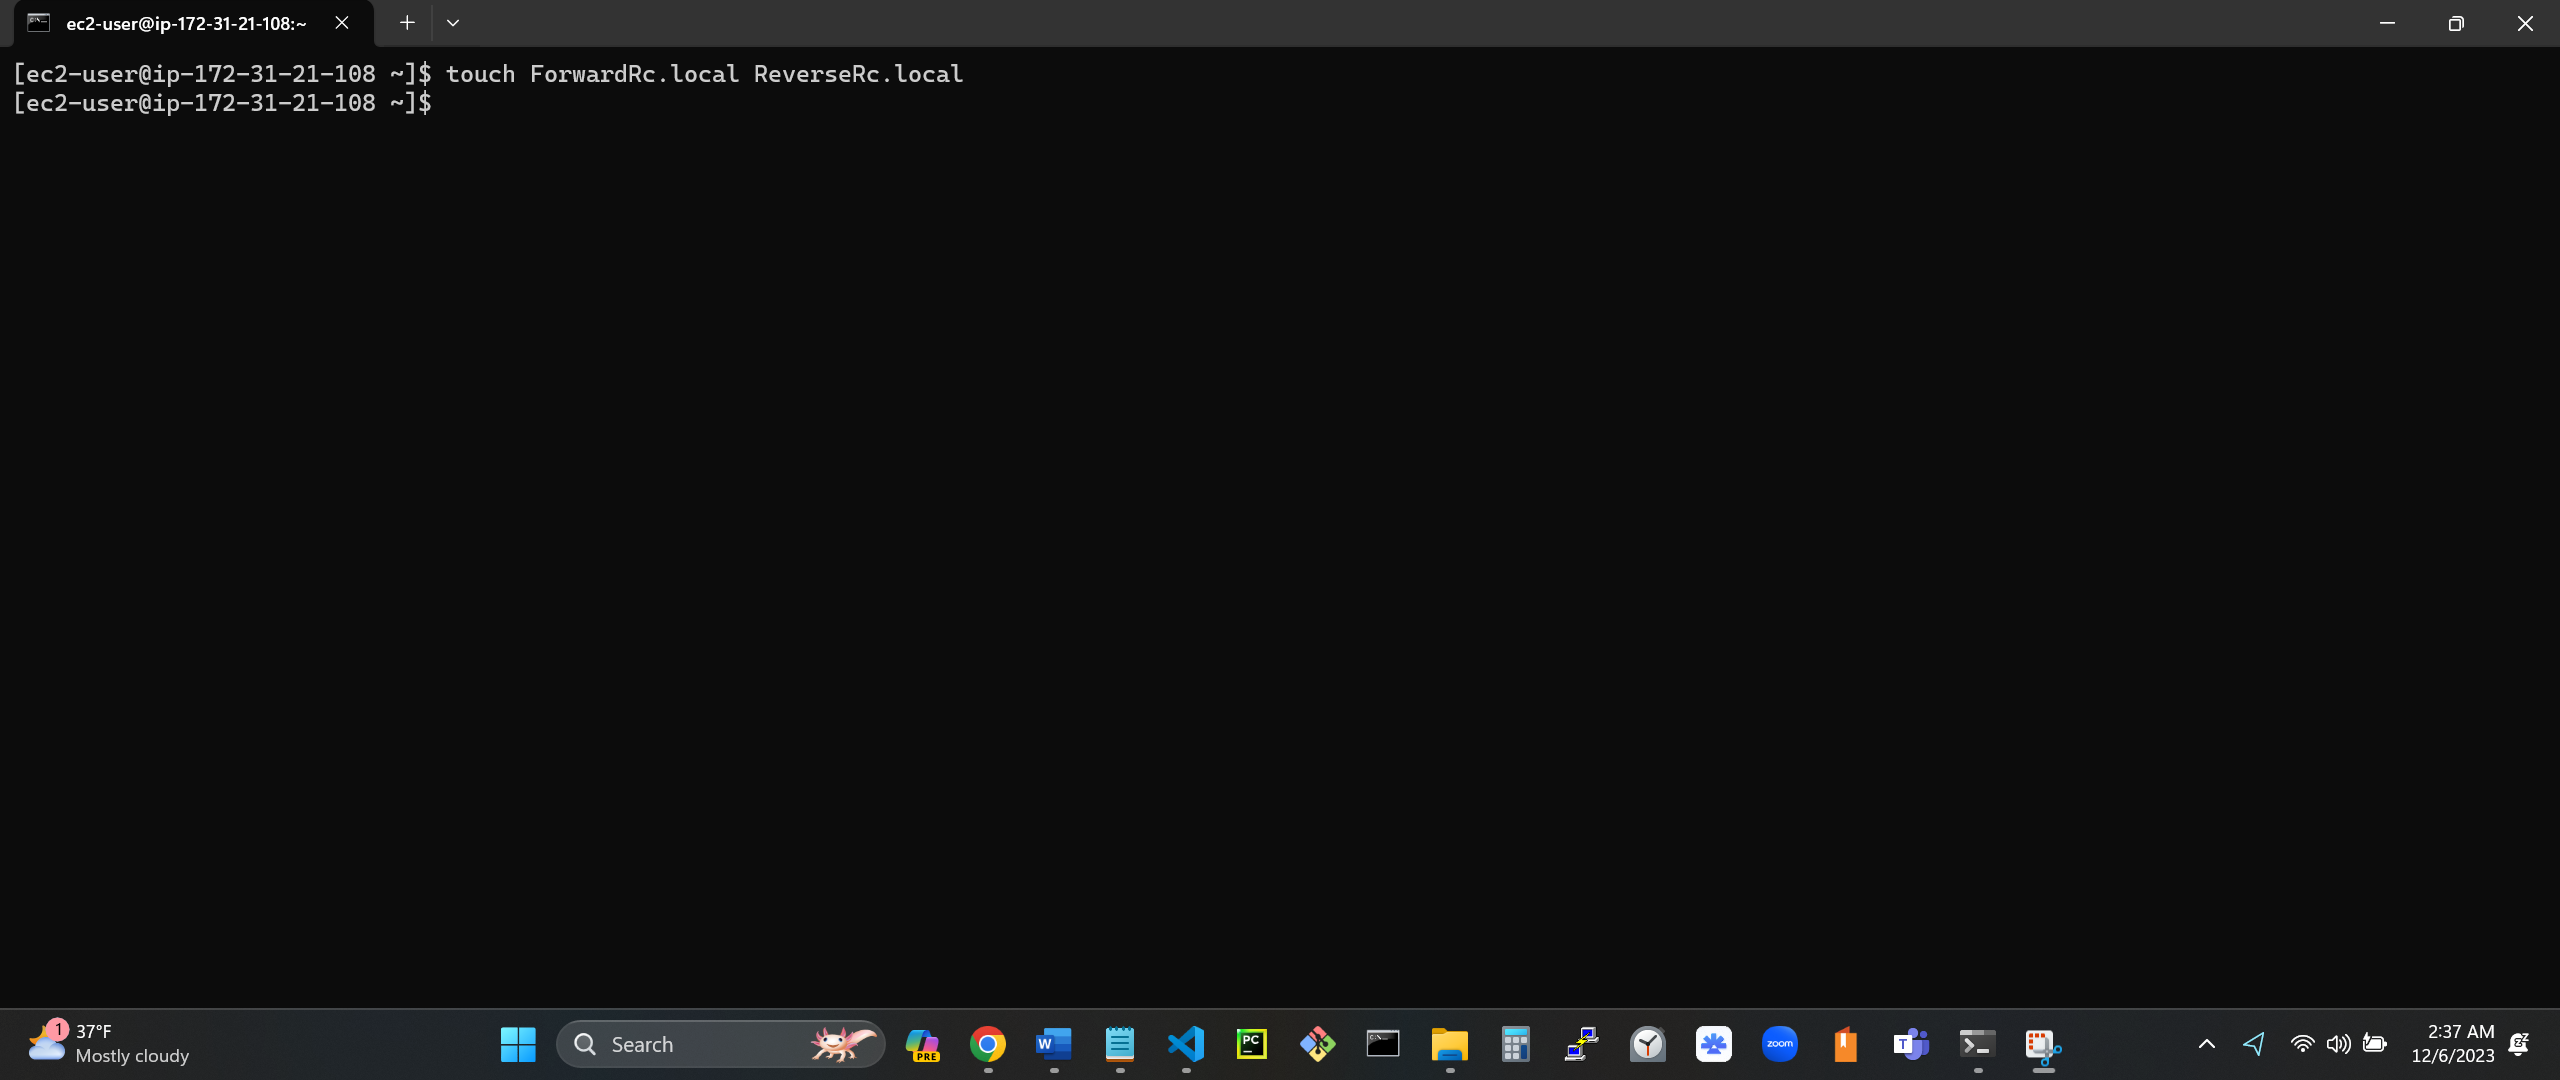 ec2-user@ip-172-31-21-108:~
[ec2-user@ip-172-31-21-108 ~]$ touch ForwardRc.local ReverseRc.local
[ec2-user@ip-172-31-21-108 ~]$
1
37°F
Mostly cloudy
Search
PRE
W
PC
zoom
T
2:37 AM
12/6/2023